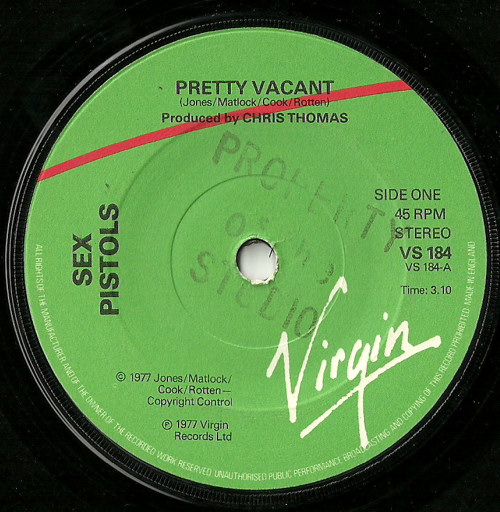 PRETTY VACANT
(Jones/Matlock/Cook/Rotten)
Produced by CHRIS THOMAS
PROPERTY
STUDIO
SEX
PISTOLS
SIDE ONE
45 RPM
STEREO
VS 184
VS 184-A
Time: 3.10
Virgin
© 1977 Jones/Matlock/
Cook/Rotten—
Copyright Control
℗ 1977 Virgin
Records Ltd
ALL RIGHTS OF THE MANUFACTURER AND OF THE OWNER OF THE RECORDED WORK RESERVED. UNAUTHORISED PUBLIC PERFORMANCE BROADCASTING AND COPYING OF THIS RECORD PROHIBITED. MADE IN ENGLAND